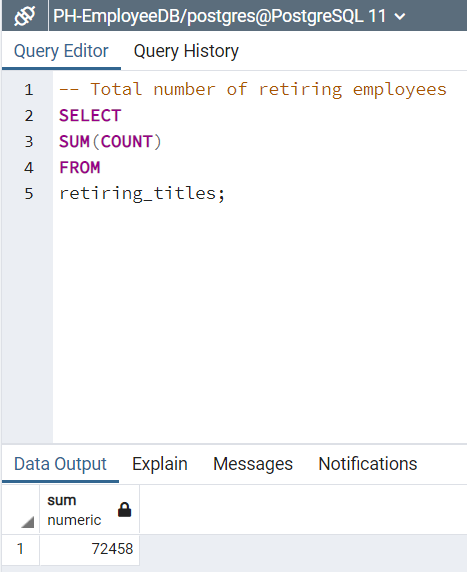 PH-EmployeeDB/postgres@PostgreSQL 11
Query Editor Query History
1 -- Total number of retiring employees
2 SELECT
3 SUM(COUNT)
4 FROM
5 retiring_titles;
Data Output Explain Messages Notifications
sum
numeric
1 72458